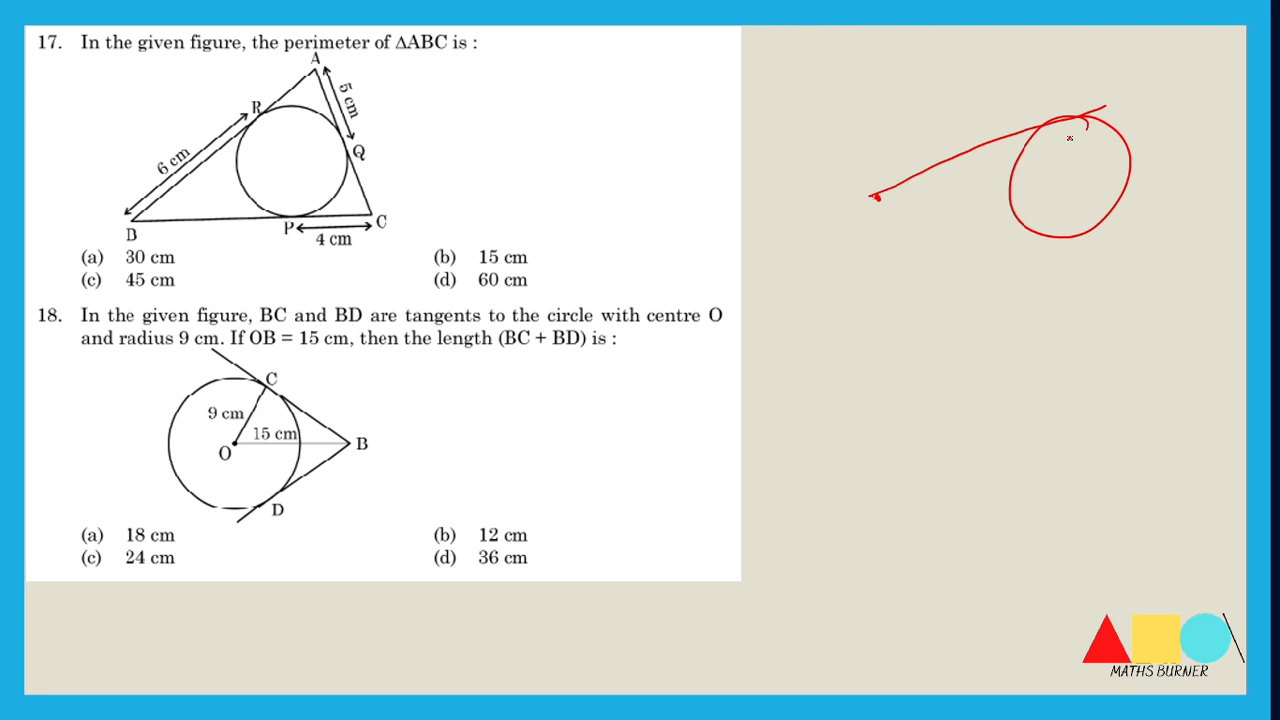 17. In the given figure, the perimeter of ΔABC is :
A
5 cm
R
6 cm
Q
B
P
C
4 cm
(a) 30 cm (b) 15 cm
(c) 45 cm (d) 60 cm
18. In the given figure, BC and BD are tangents to the circle with centre O
and radius 9 cm. If OB = 15 cm, then the length (BC + BD) is :
C
9 cm
15 cm
O
B
D
(a) 18 cm (b) 12 cm
(c) 24 cm (d) 36 cm
MATHS BURNER